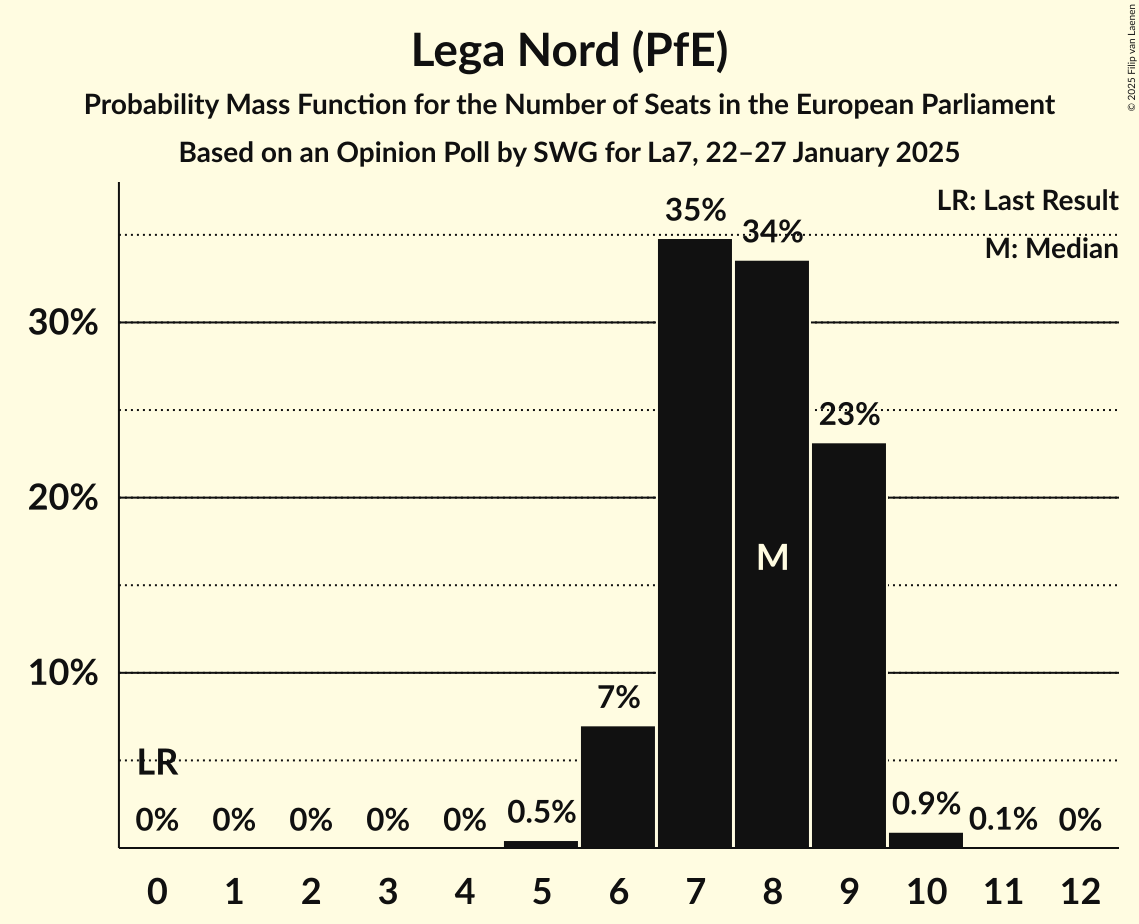 Lega Nord (PfE)
Probability Mass Function for the Number of Seats in the European Parliament
Based on an Opinion Poll by SWG for La7, 22–27 January 2025
© 2025 Filip van Laenen
LR: Last Result
M: Median
35%
34%
30%
23%
20%
M
10%
7%
LR
0% 0% 0% 0% 0% 0.5% 0.9% 0.1% 0%
0 1 2 3 4 5 6 7 8 9 10 11 12